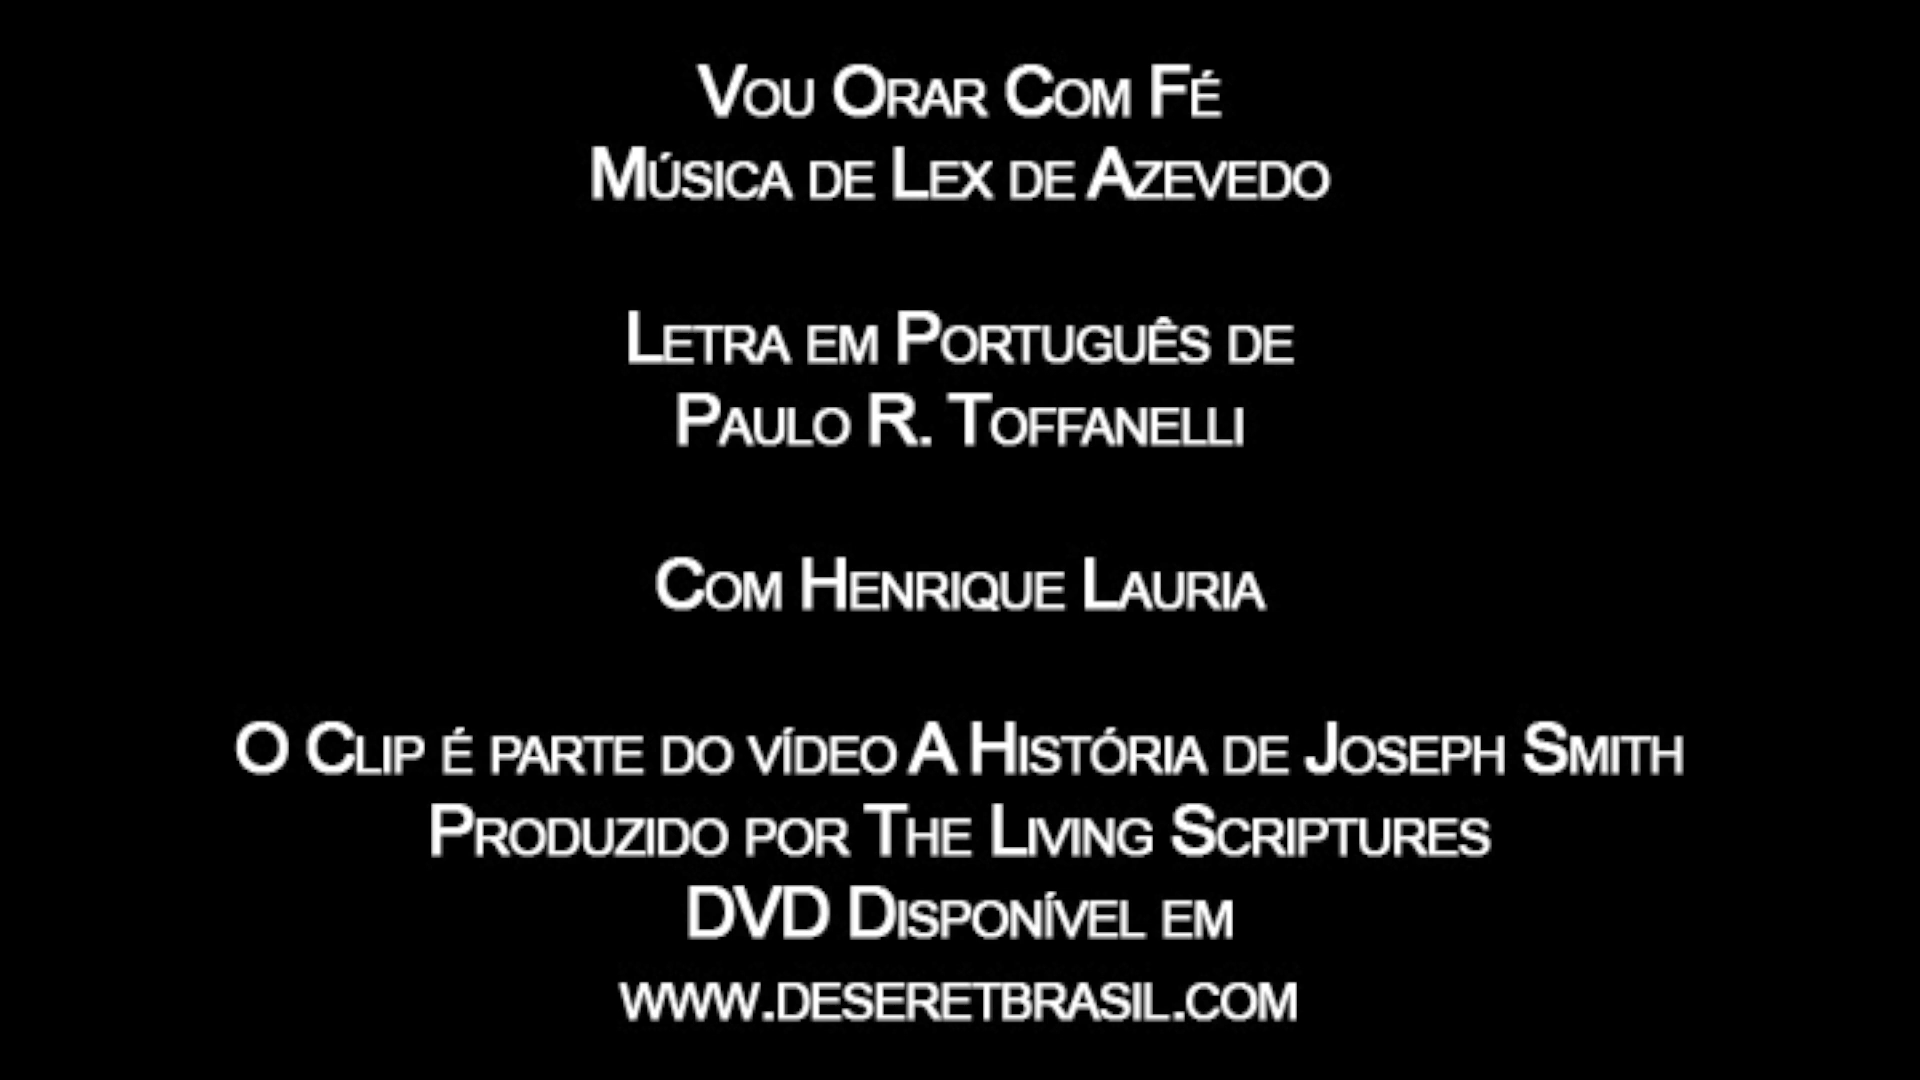 Vou Orar Com Fé
Música de Lex de Azevedo
Letra em Português de
Paulo R. Toffanelli
Com Henrique Lauria
O Clip é parte do vídeo A História de Joseph Smith
Produzido por The Living Scriptures
DVD Disponível em
www.deseretbrasil.com